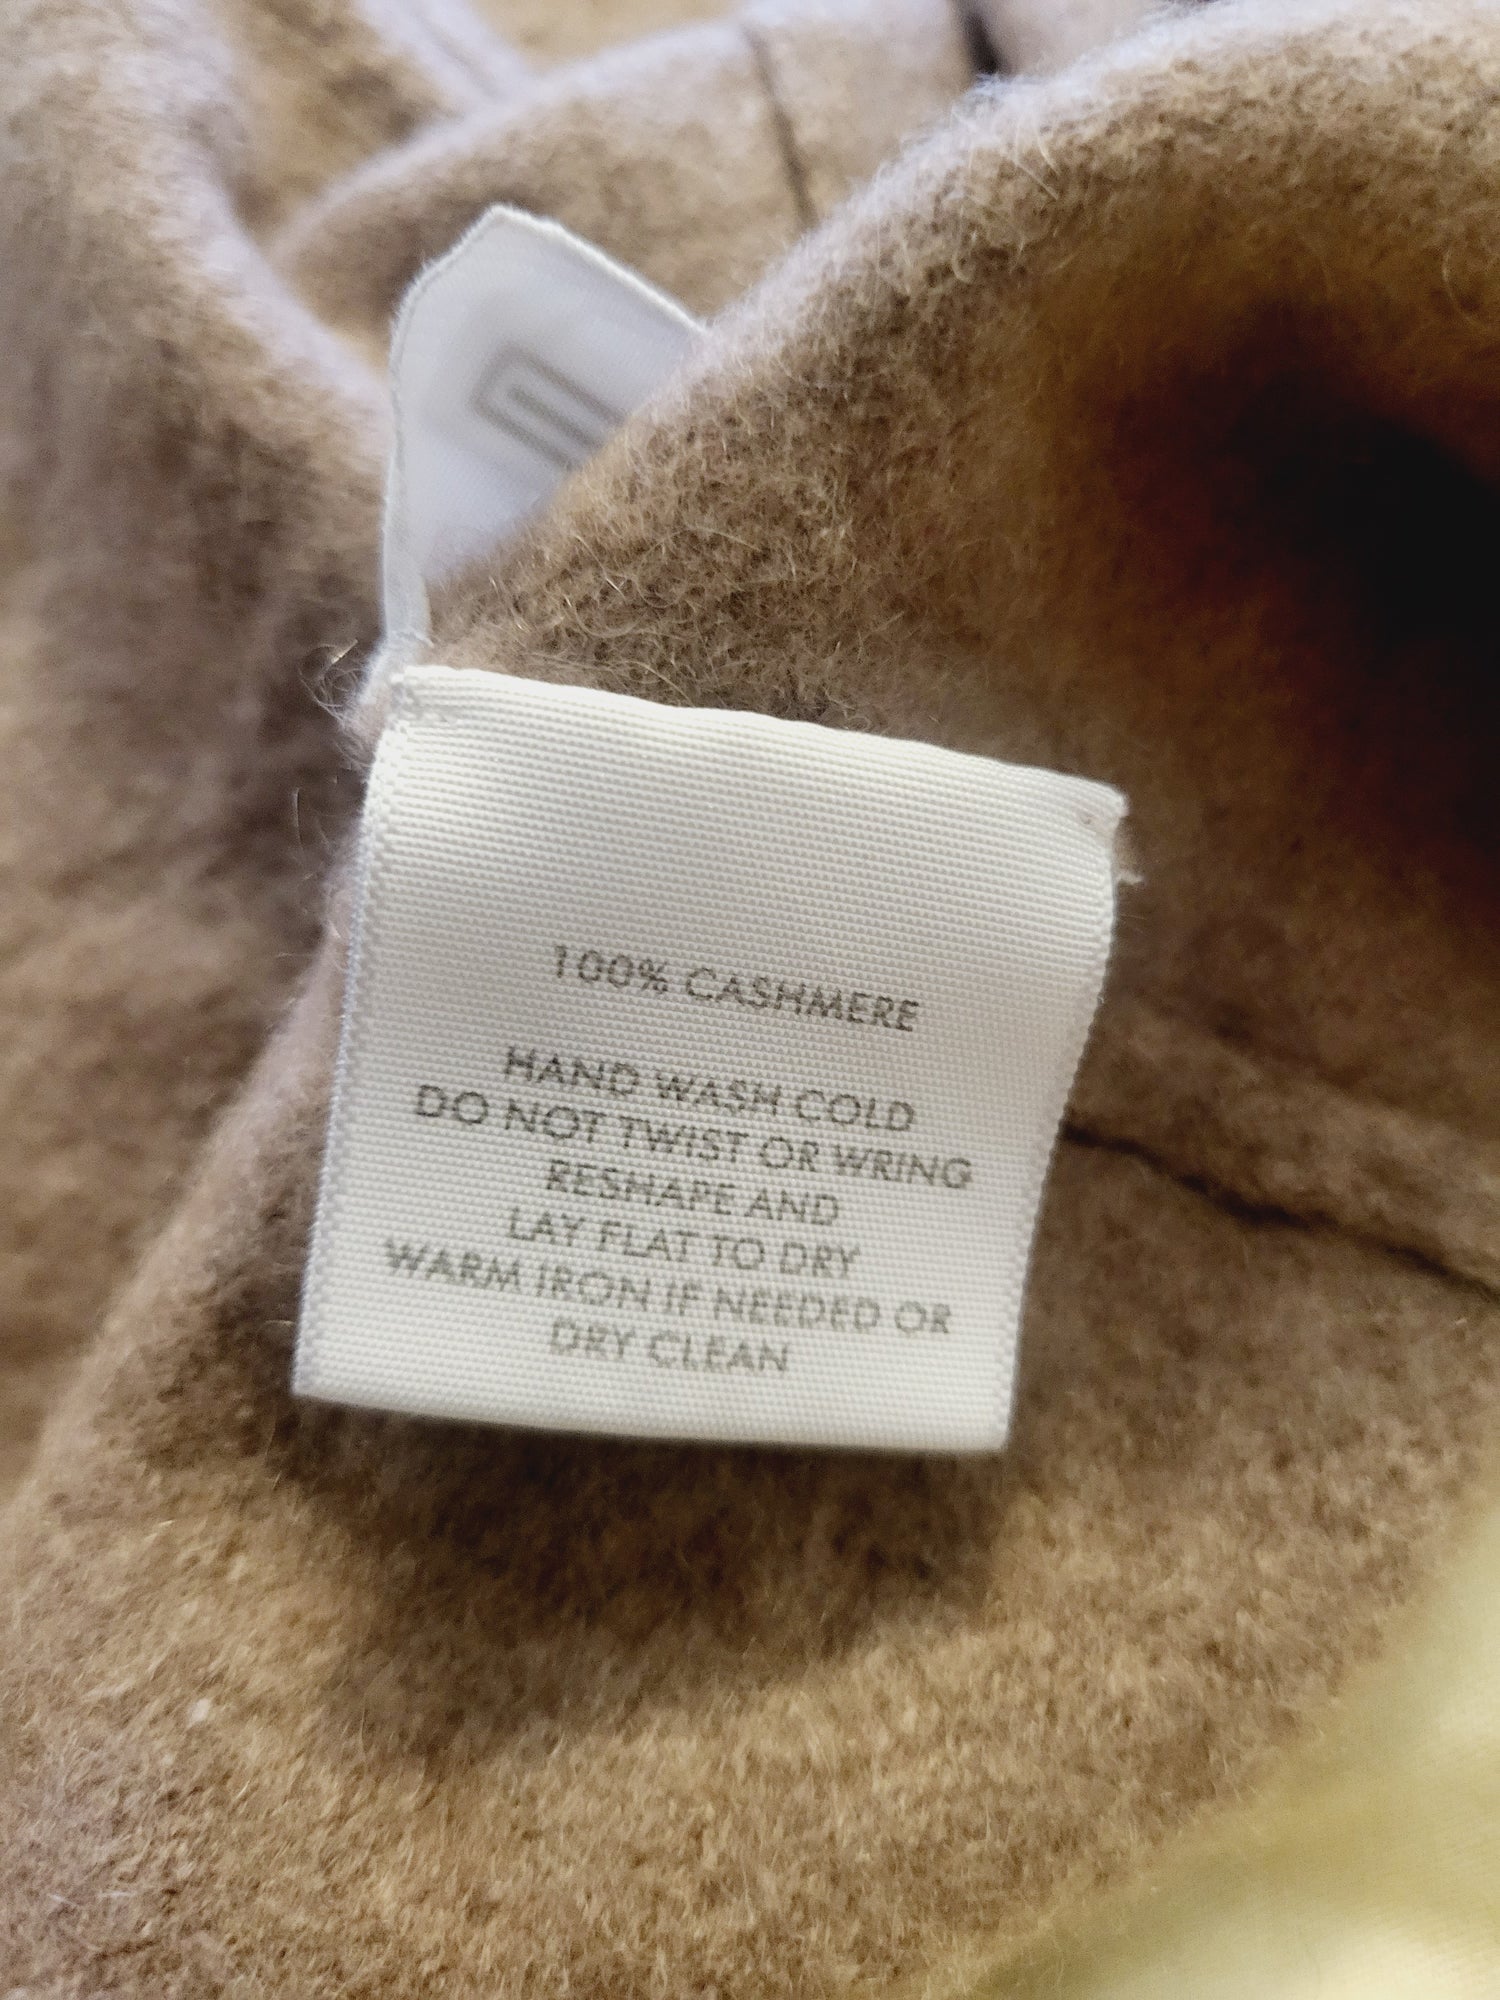 100% CASHMERE
HAND WASH COLD
DO NOT TWIST OR WRING
RESHAPE AND
LAY FLAT TO DRY
WARM IRON IF NEEDED OR
DRY CLEAN